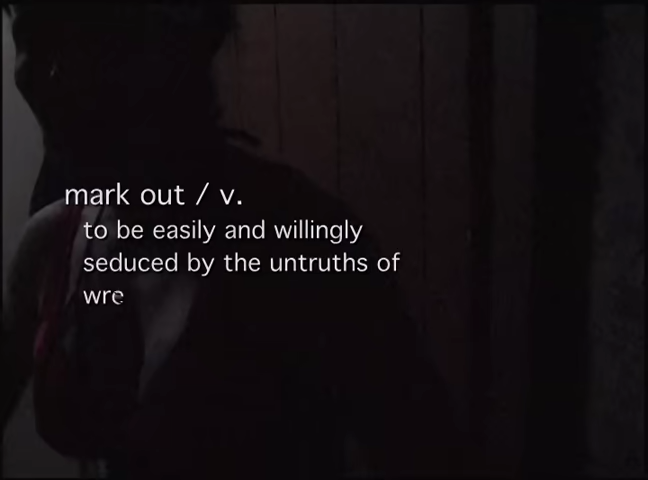 mark out / v.
to be easily and willingly
seduced by the untruths of
wre